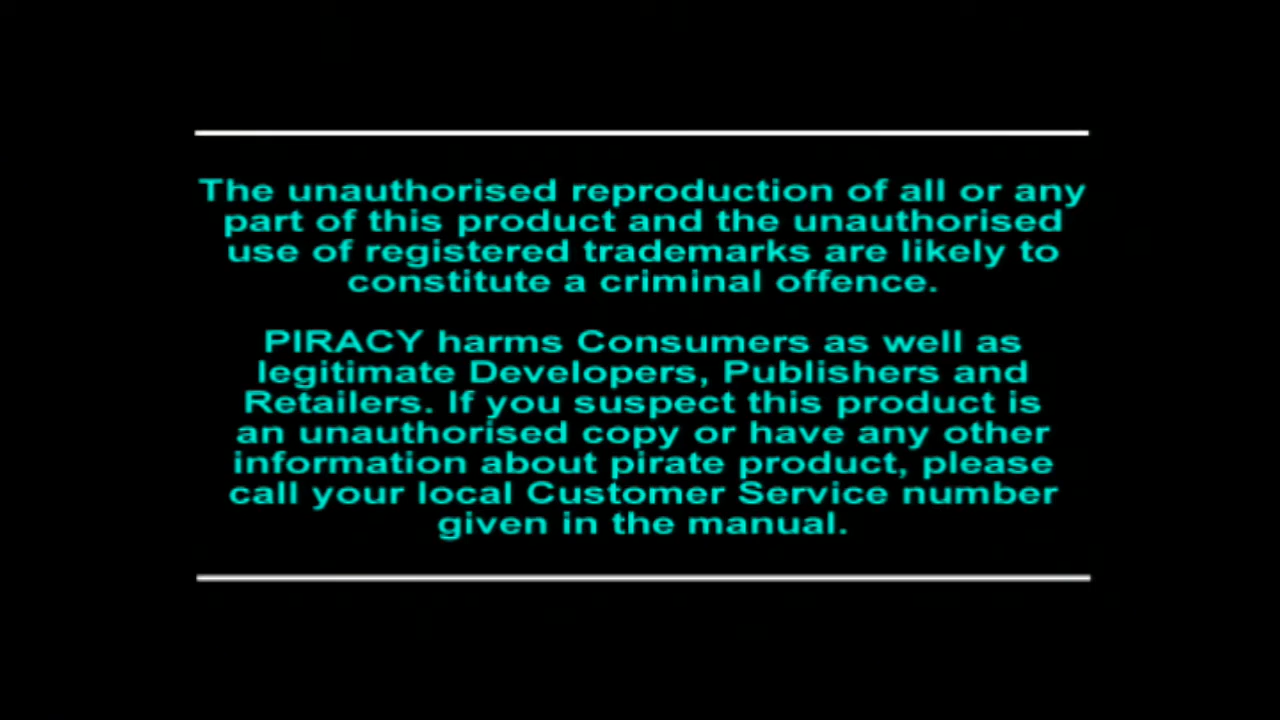 The unauthorised reproduction of all or any
part of this product and the unauthorised
use of registered trademarks are likely to
constitute a criminal offence.
PIRACY harms Consumers as well as
legitimate Developers, Publishers and
Retailers. If you suspect this product is
an unauthorised copy or have any other
information about pirate product, please
call your local Customer Service number
given in the manual.